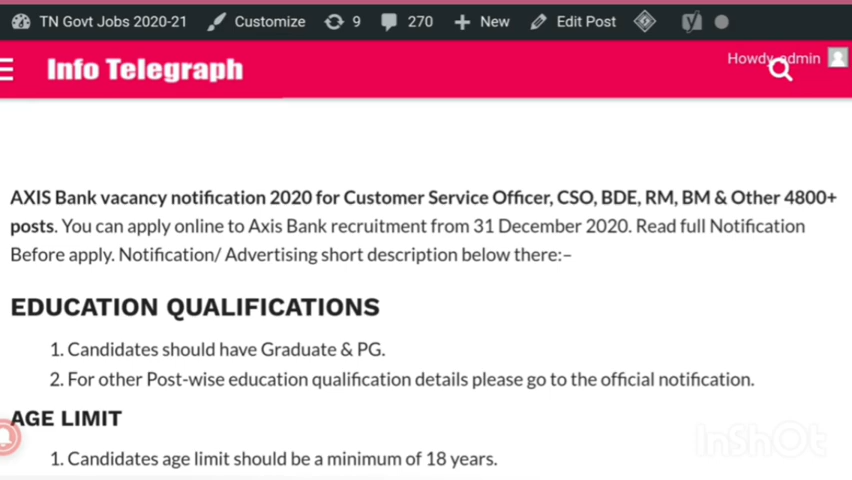 TN Govt Jobs 2020-21 Customize 9 270 New Edit Post
Info Telegraph
Howdy, admin
AXIS Bank vacancy notification 2020 for Customer Service Officer, CSO, BDE, RM, BM & Other 4800+
posts. You can apply online to Axis Bank recruitment from 31 December 2020. Read full Notification
Before apply. Notification/ Advertising short description below there:–
EDUCATION QUALIFICATIONS
1. Candidates should have Graduate & PG.
2. For other Post-wise education qualification details please go to the official notification.
AGE LIMIT
1. Candidates age limit should be a minimum of 18 years.
InShOt